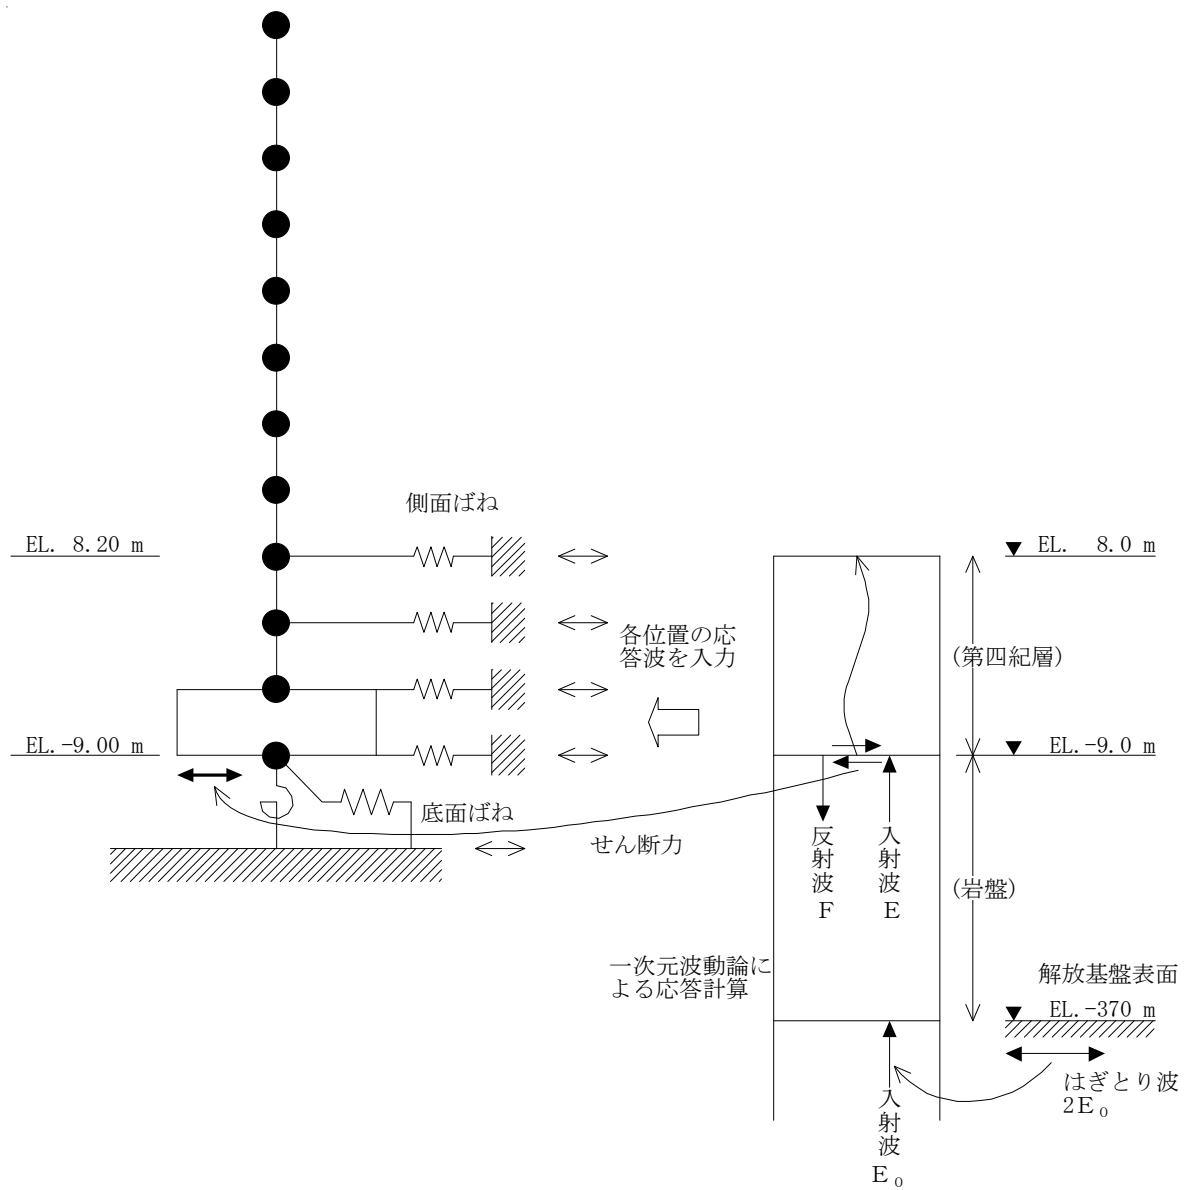 側面ばね
EL. 8.20 m
EL. 8.0 m
各位置の応
答波を入力
(第四紀層)
EL.-9.00 m
EL.-9.0 m
底面ばね
せん断力
反射波F
入射波E
(岩盤)
一次元波動論に
よる応答計算
解放基盤表面
EL.-370 m
はぎとり波
2E₀
入射波E₀